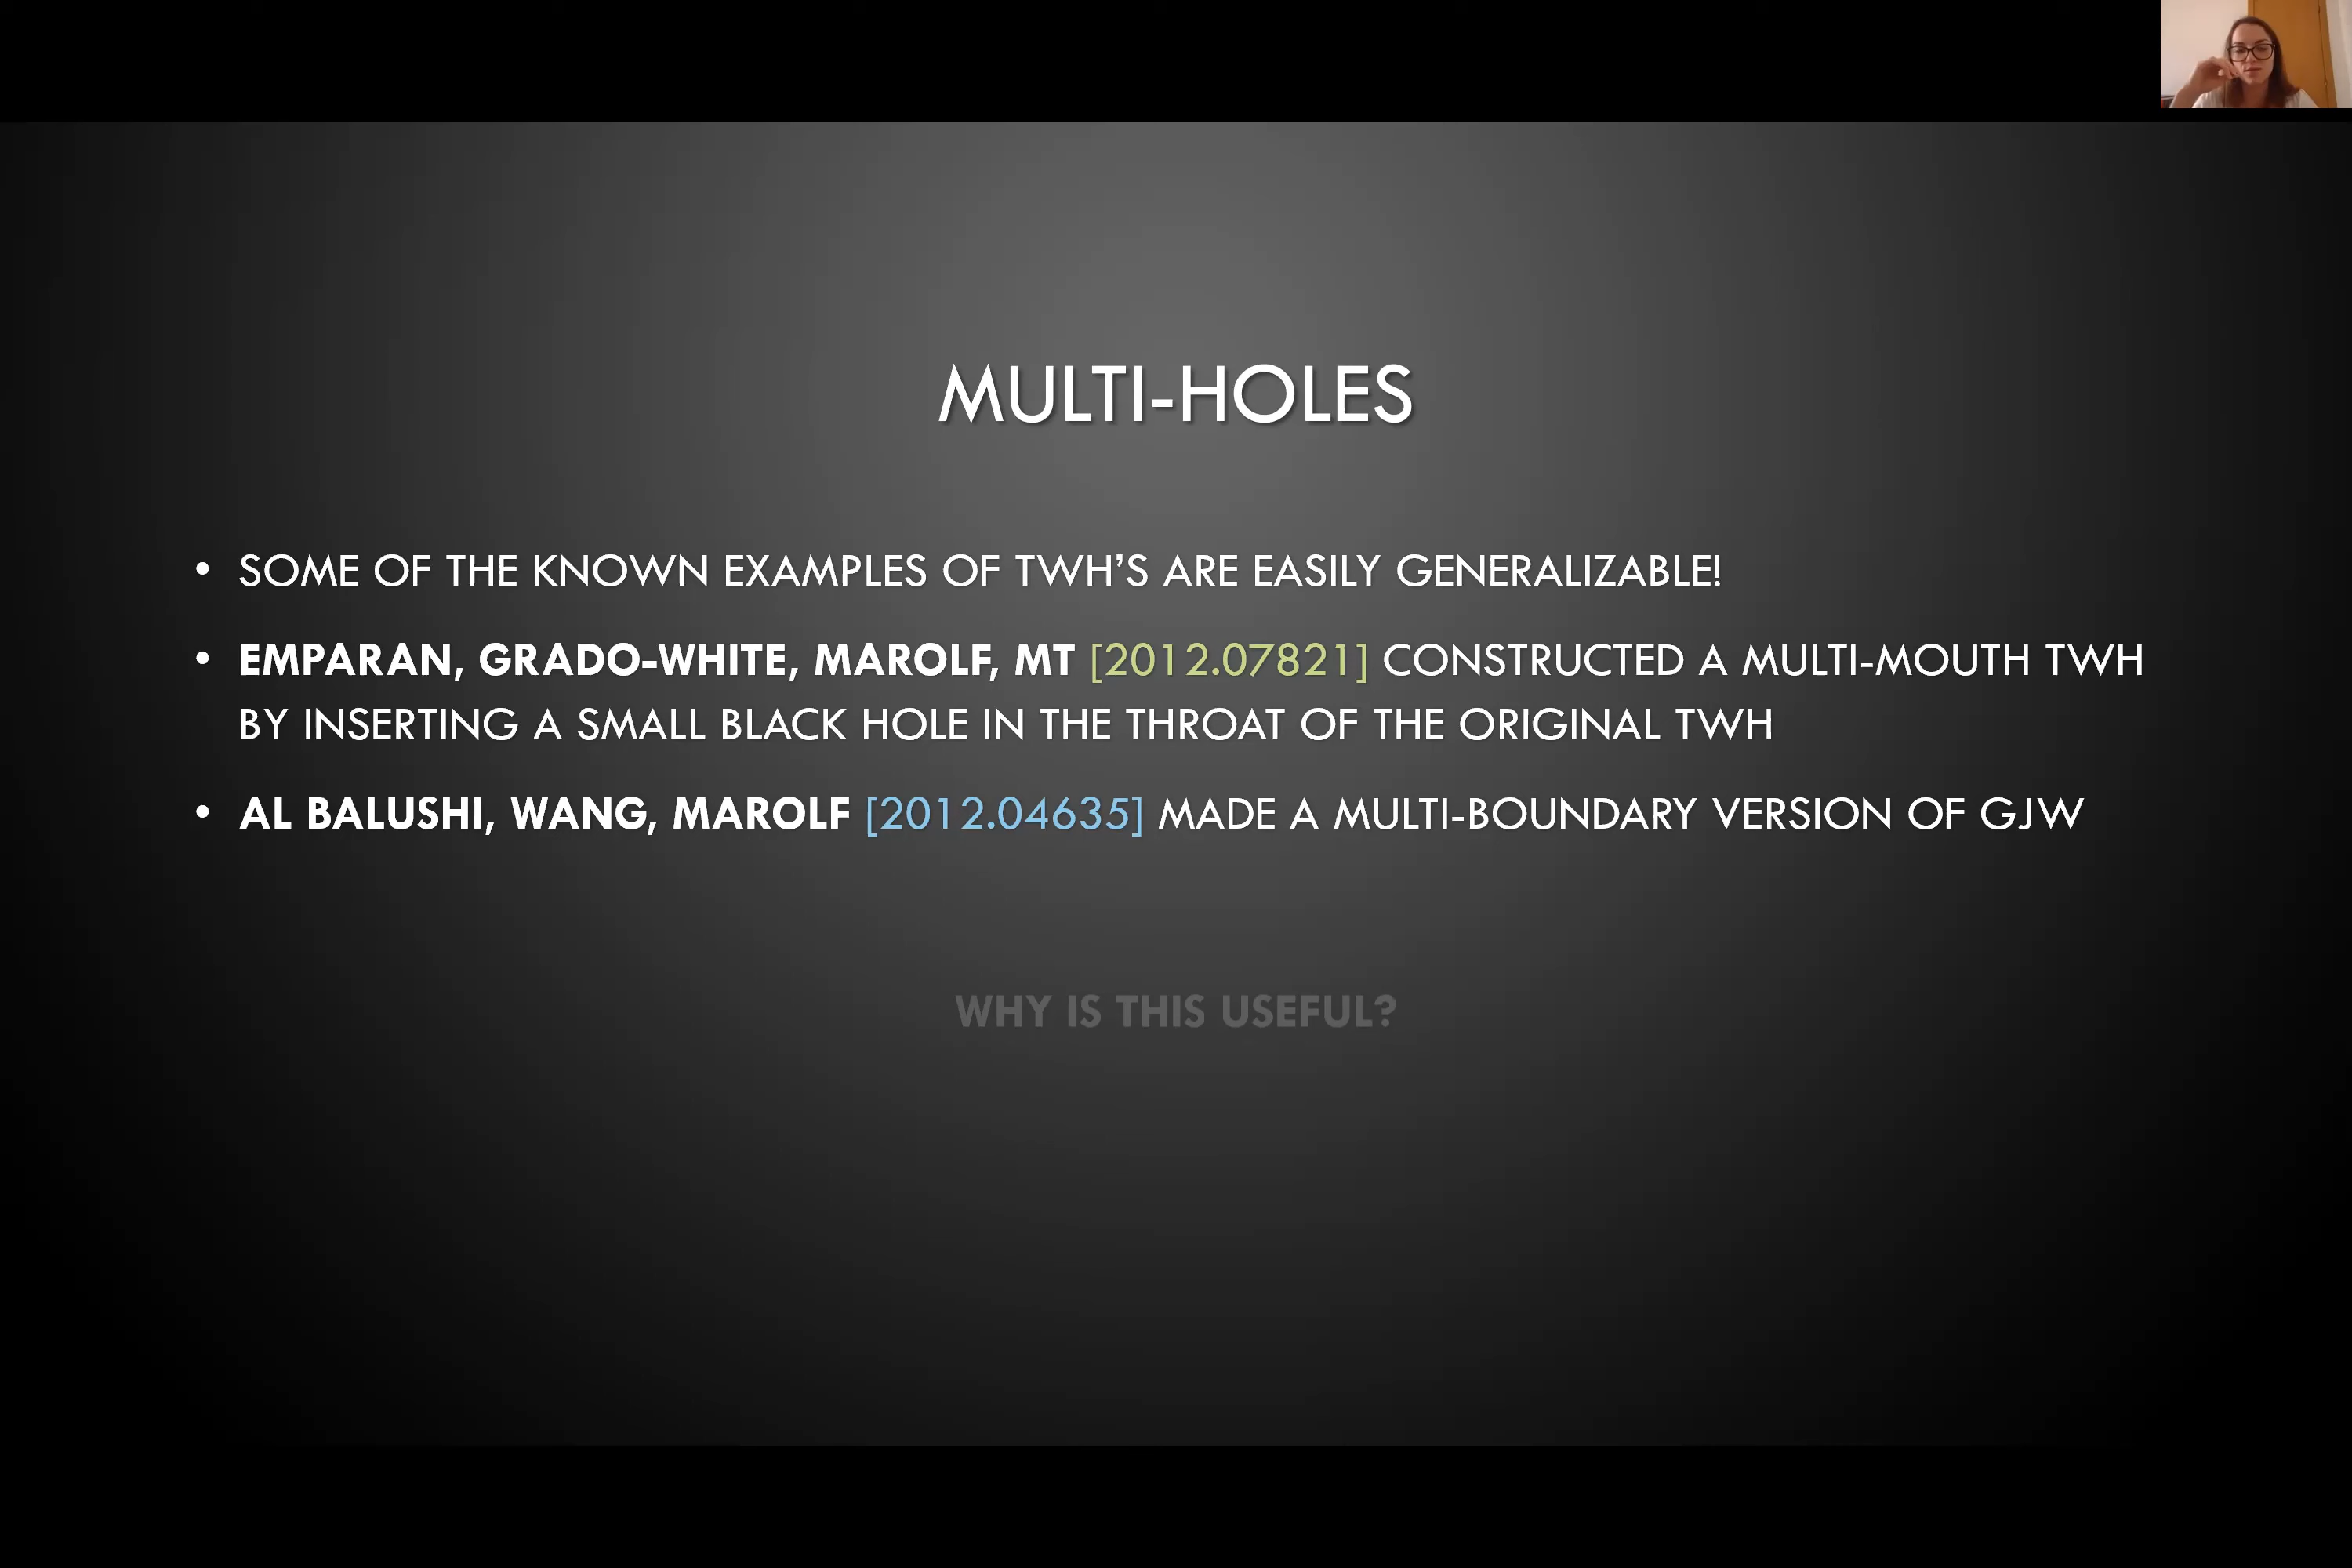 MULTI-HOLES
• SOME OF THE KNOWN EXAMPLES OF TWH’S ARE EASILY GENERALIZABLE!
• EMPARAN, GRADO-WHITE, MAROLF, MT [2012.07821] CONSTRUCTED A MULTI-MOUTH TWH
BY INSERTING A SMALL BLACK HOLE IN THE THROAT OF THE ORIGINAL TWH
• AL BALUSHI, WANG, MAROLF [2012.04635] MADE A MULTI-BOUNDARY VERSION OF GJW
WHY IS THIS USEFUL?